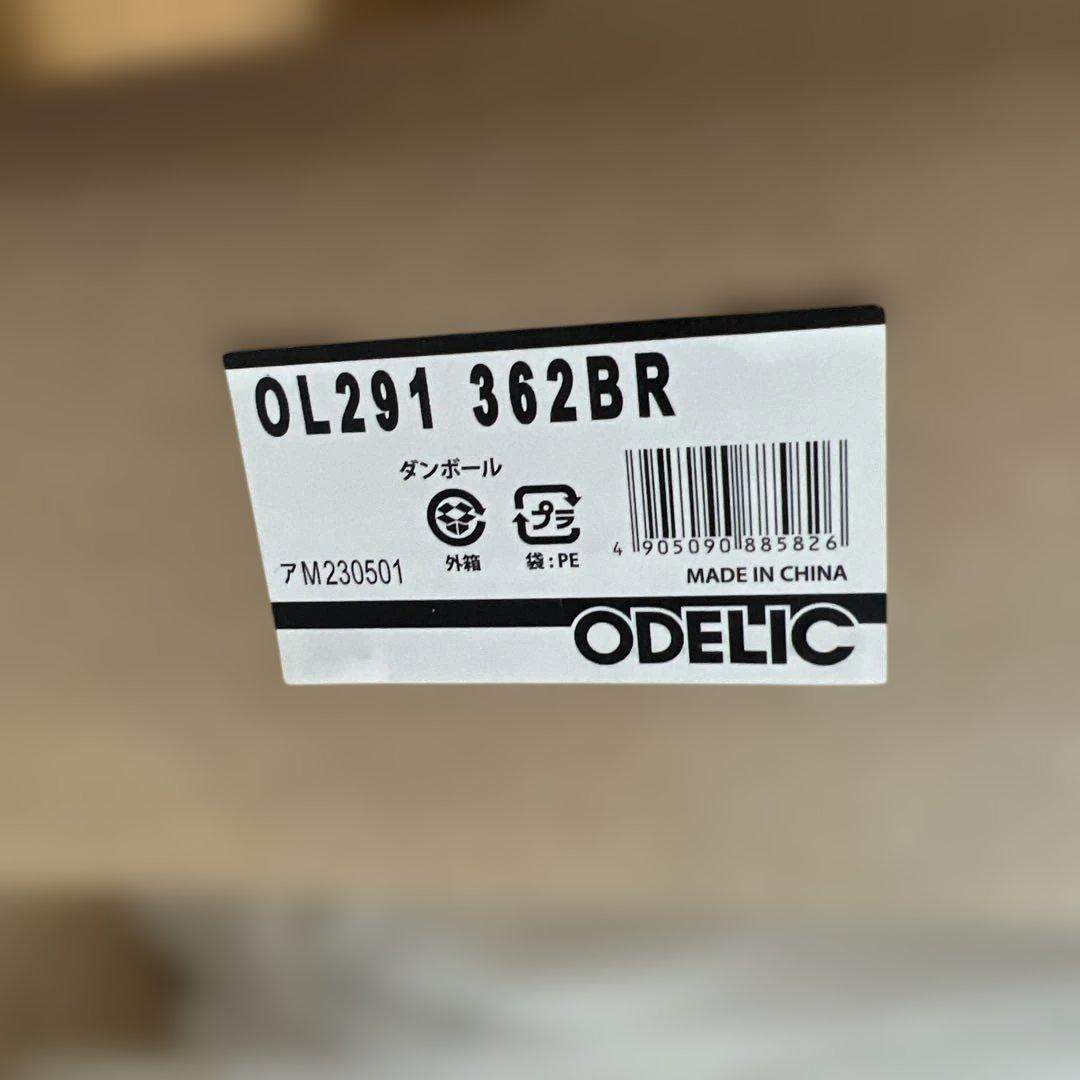 OL291 362BR
ダンボール
プラ
外箱
袋:PE
4 905090 885826
アM230501
MADE IN CHINA
ODELIC